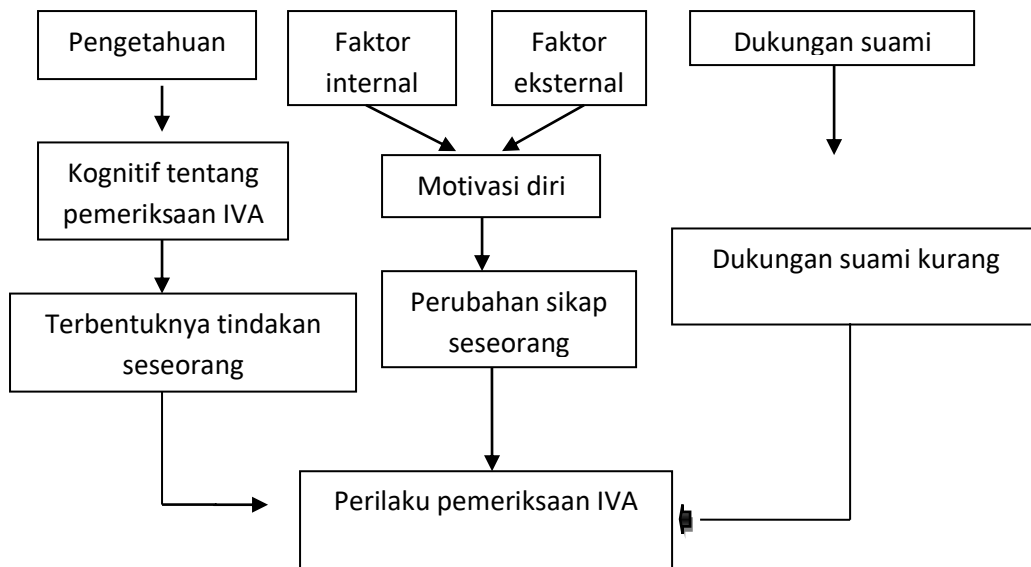 Pengetahuan
Faktor
internal
Faktor
eksternal
Dukungan suami
Kognitif tentang
pemeriksaan IVA
Motivasi diri
Dukungan suami kurang
Terbentuknya tindakan
seseorang
Perubahan sikap
seseorang
Perilaku pemeriksaan IVA